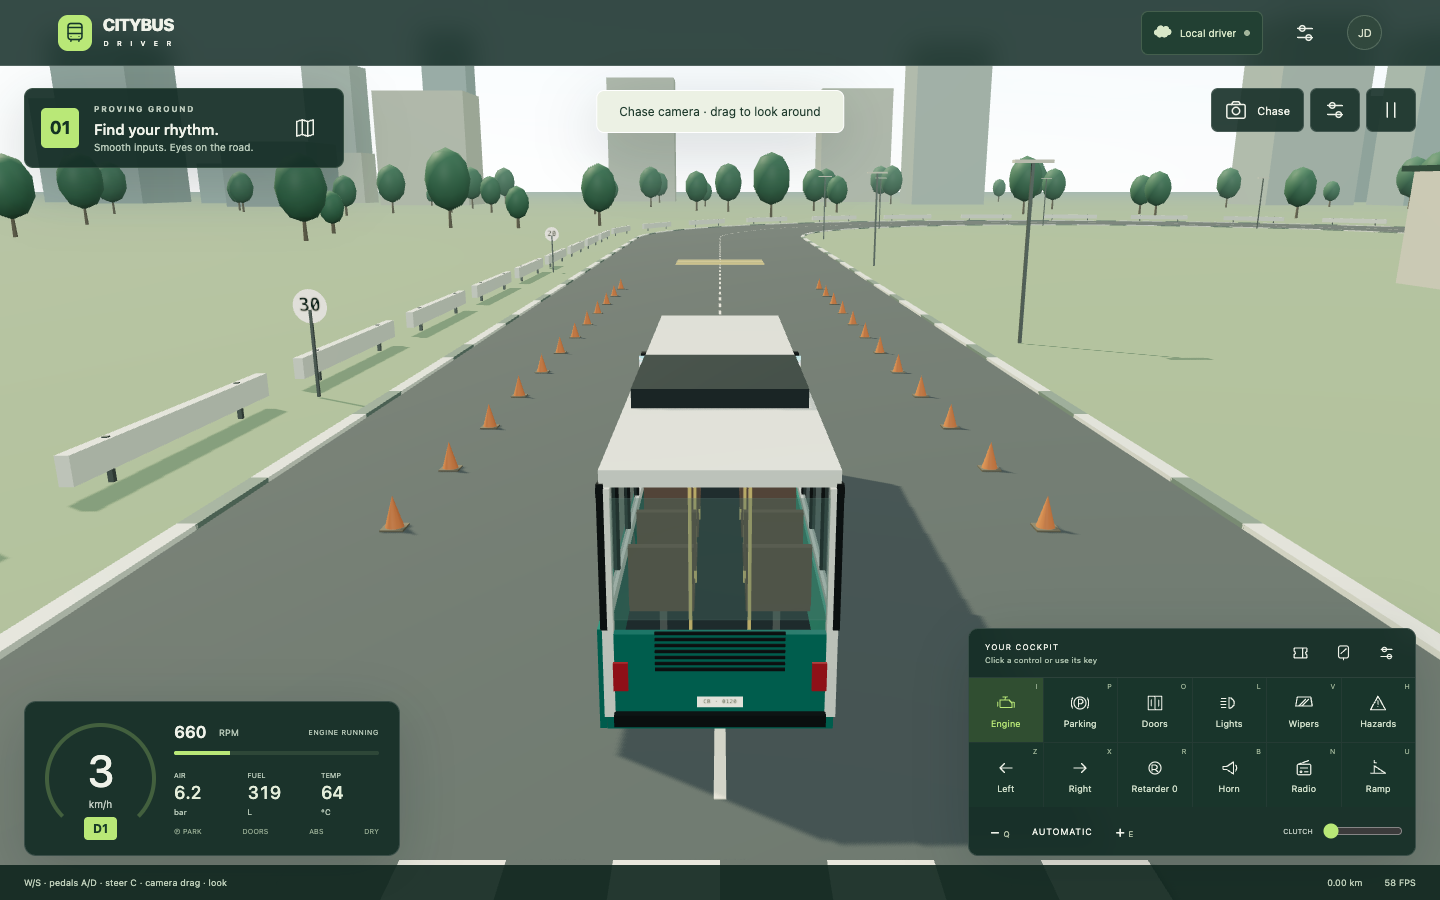 CITYBUS
DRIVER
Local driver
JD
01
PROVING GROUND
Find your rhythm.
Smooth inputs. Eyes on the road.
Chase camera · drag to look around
Chase
20
30
CB · 0120
YOUR COCKPIT
Click a control or use its key
I
P
O
L
V
H
Engine
Parking
Doors
Lights
Wipers
Hazards
Z
X
R
B
N
U
Left
Right
Retarder 0
Horn
Radio
Ramp
− Q
AUTOMATIC
+ E
CLUTCH
3
km/h
D1
660 RPM
ENGINE RUNNING
AIR
FUEL
TEMP
6.2
319
64
bar
L
°C
Ⓟ PARK
DOORS
ABS
DRY
W/S · pedals A/D · steer C · camera drag · look
0.00 km
58 FPS